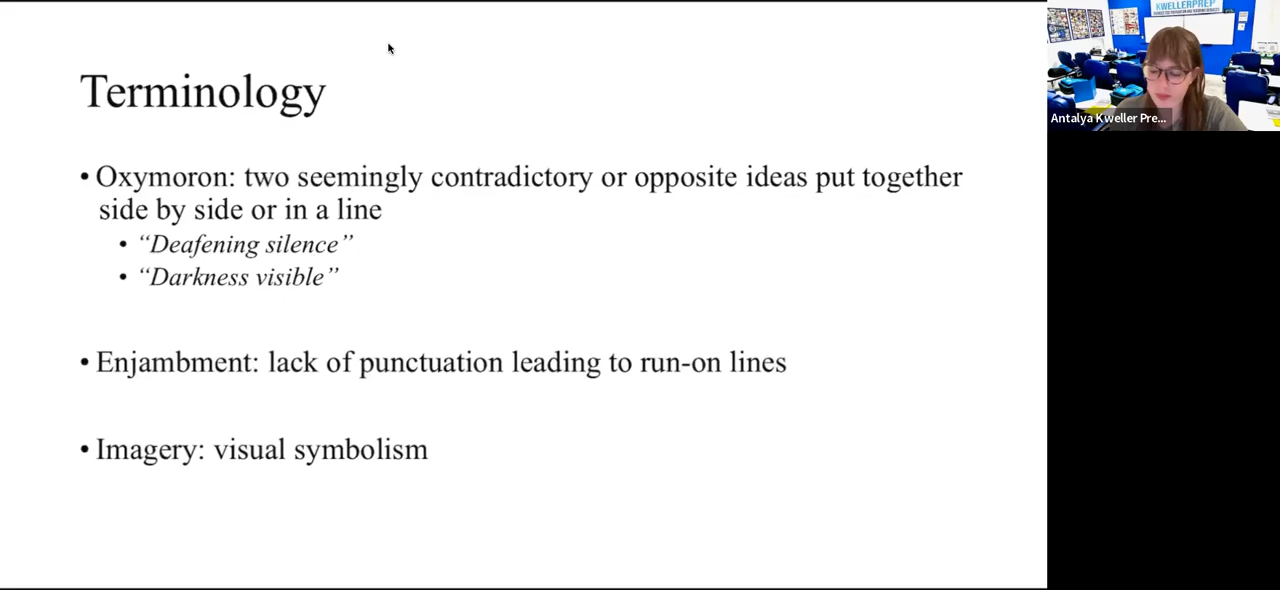 Terminology
• Oxymoron: two seemingly contradictory or opposite ideas put together
side by side or in a line
• “Deafening silence”
• “Darkness visible”
• Enjambment: lack of punctuation leading to run-on lines
• Imagery: visual symbolism
KWELLERPREP
Antalya Kweller Pre...